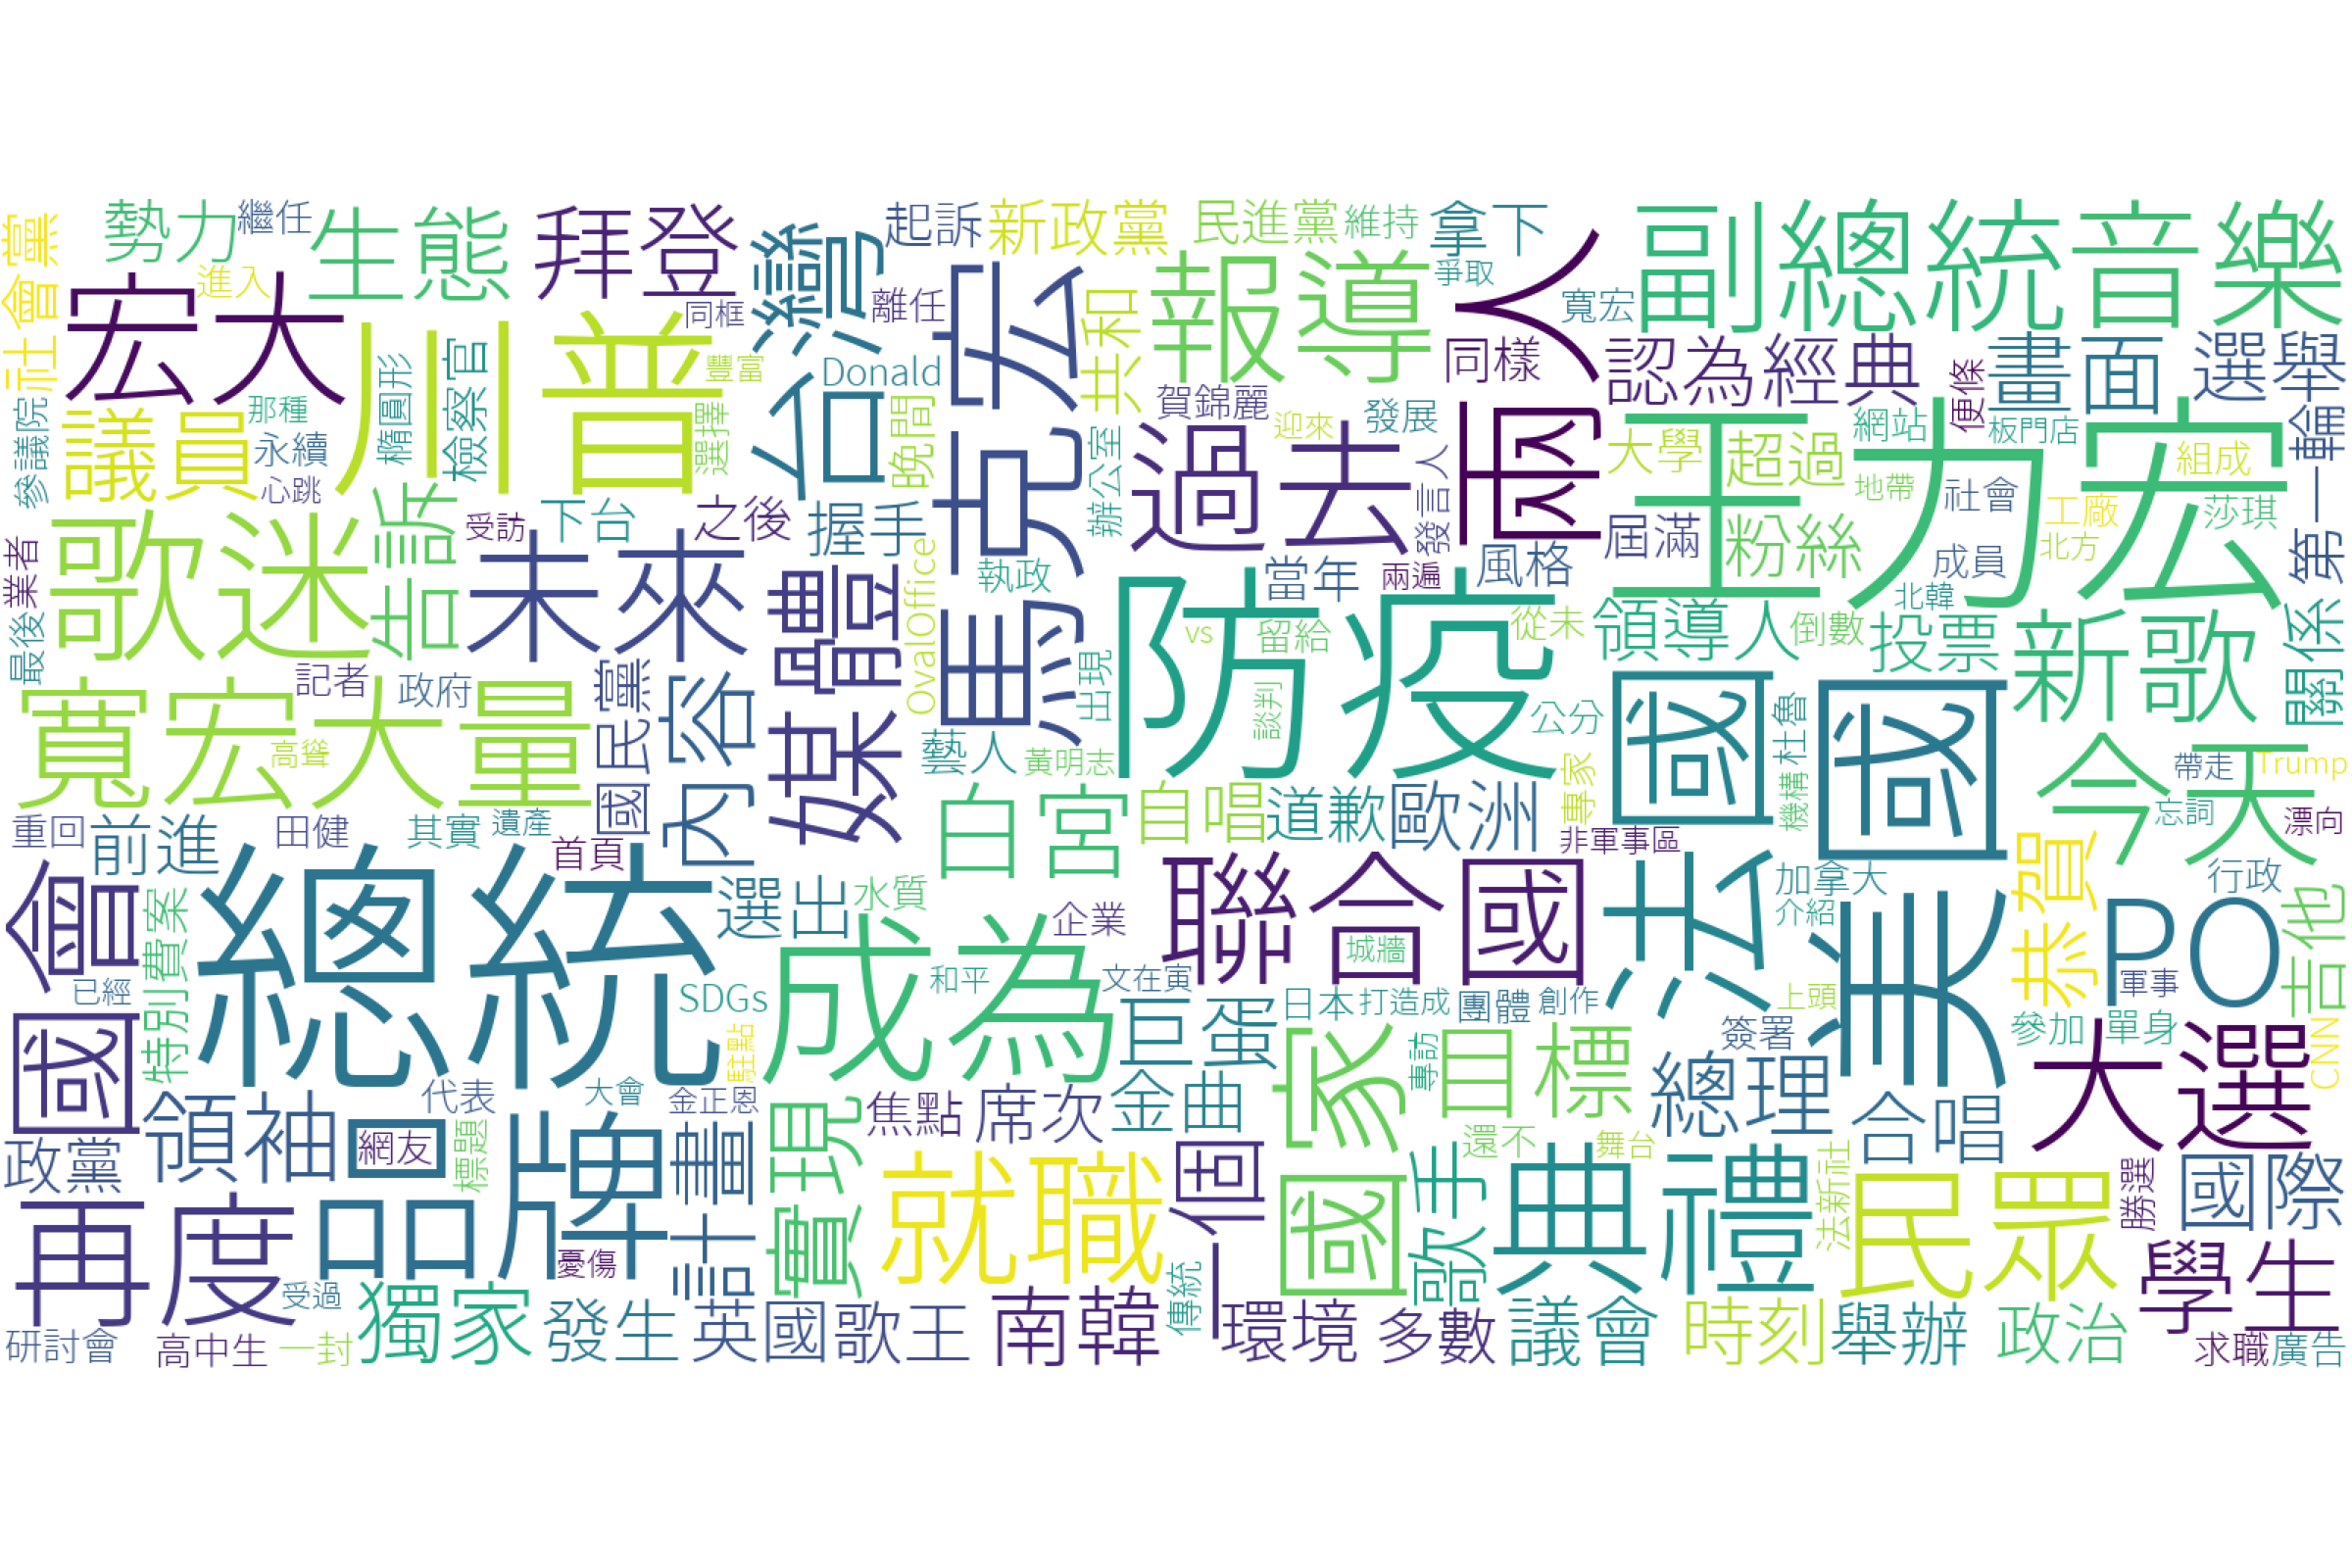 勢力
繼任
生態
拜登
台灣
起訴
新政黨
民進黨
維持
拿下
兩人
副總統
音樂
社會黨
進入
宏大
川普
同框
離任
馬克宏
共和
報導
爭取
寬宏
同樣
認為
經典
便條
畫面
選舉
第一輪
參議院
議員
那種
永續
心跳
橢圓形
檢察官
豐富
選擇
Donald
晚間
賀錦麗
迎來
發展
辦公室
過去
發言人
大學
超過
王力宏
網站
板門店
地帶
組成
社會
工廠
莎琪
北方
成員
北韓
業者
最後
歌迷
告訴
受訪
未來
下台
之後
握手
媒體
OvalOffice
執政
當年
兩遍
風格
屆滿
粉絲
防疫
vs
留給
從未
領導人
倒數
投票
新歌
關係
記者
政府
國民黨
內容
出現
談判
公分
法國
美國
杜魯
寬宏大量
高聳
藝人
黃明志
今天
帶走
Trump
重回
前進
田健
其實
遺產
首頁
白宮
自唱
道歉
歐洲
專家
非軍事區
機構
忘詞
漂向
國會
特別費案
總統
選出
水質
成為
企業
聯合國
城牆
加拿大
介紹
恭賀
行政
PO
吉他
已經
SDGs
和平
文在寅
巨蛋
日本
打造成
團體
創作
上頭
簽署
軍事
參加
單身
CNN
政黨
領袖
代表
大會
駐點
金正恩
焦點
席次
金曲
國家
專訪
目標
總理
合唱
大選
再度
品牌
網友
標題
計畫
實現
就職
一個
歌手
還不
舞台
典禮
法新社
民眾
勝選
國際
學生
憂傷
受過
獨家
發生
英國
歌王
南韓
傳統
環境
多數
議會
時刻
舉辦
政治
研討會
高中生
一封
求職
廣告